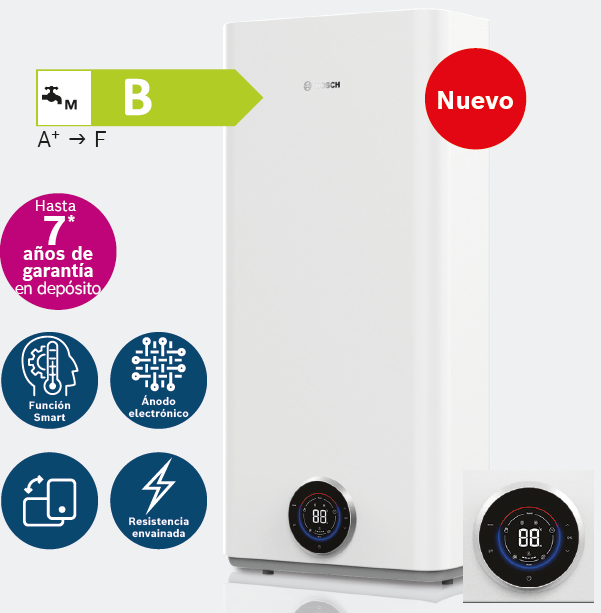 BOSCH
M
B
A⁺ → F
Nuevo
Hasta
7*
años de
garantía
en depósito
Función
Smart
Ánodo
electrónico
Resistencia
envainada
88
88